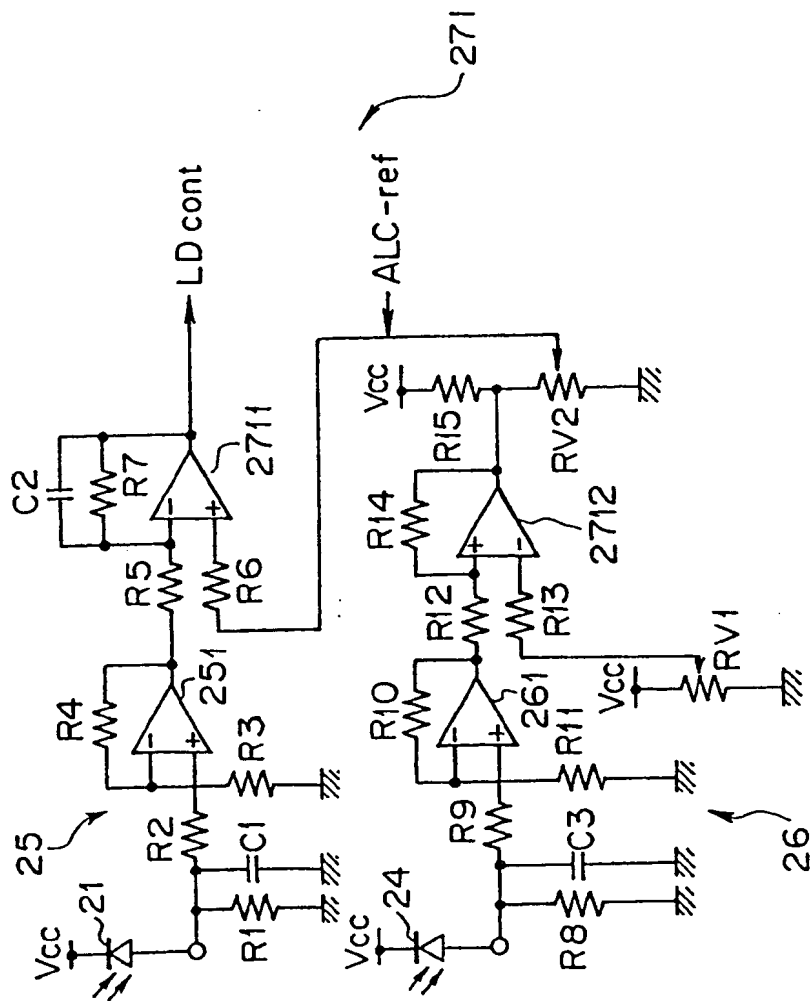 25
Vcc
21
R1
C1
R2
R3
R4
251
R5
R6
C2
R7
2711
LD cont
ALC-ref
271
Vcc
24
R8
C3
R9
R10
R11
261
26
R12
R13
R14
2712
Vcc
RV1
Vcc
R15
RV2